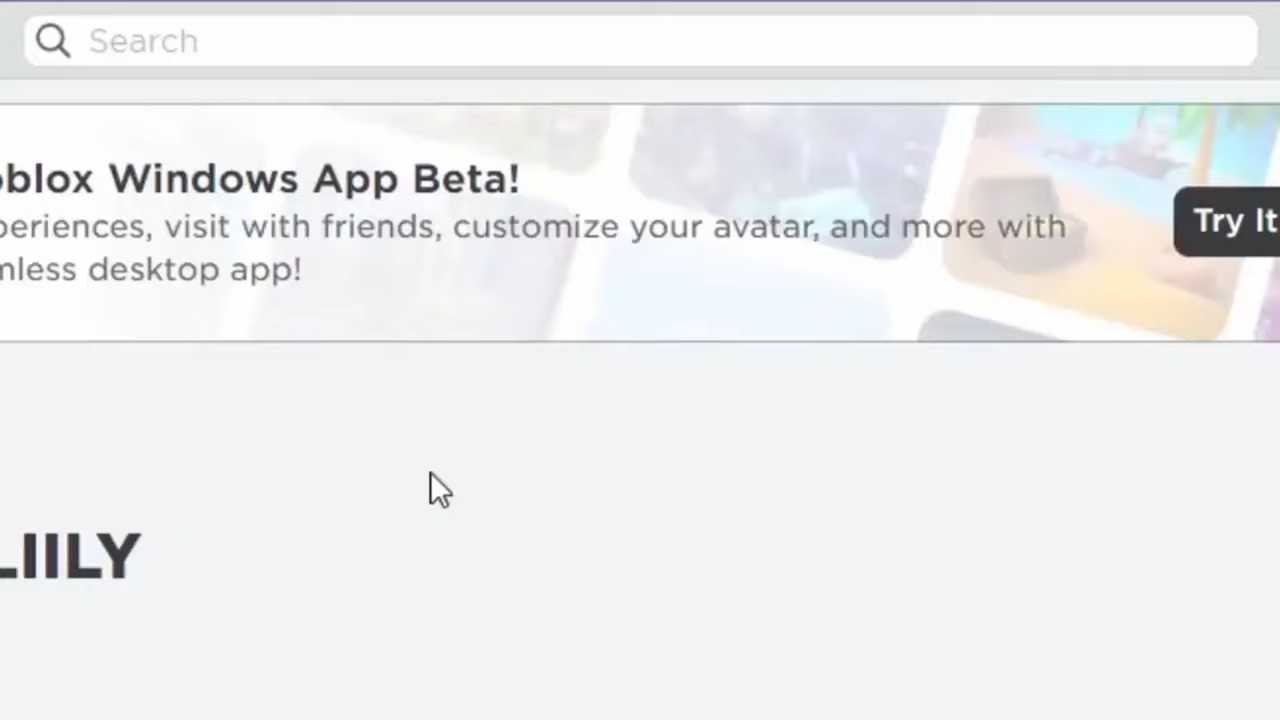 Search
oblox Windows App Beta!
periences, visit with friends, customize your avatar, and more with
mless desktop app!
Try It
LIILY